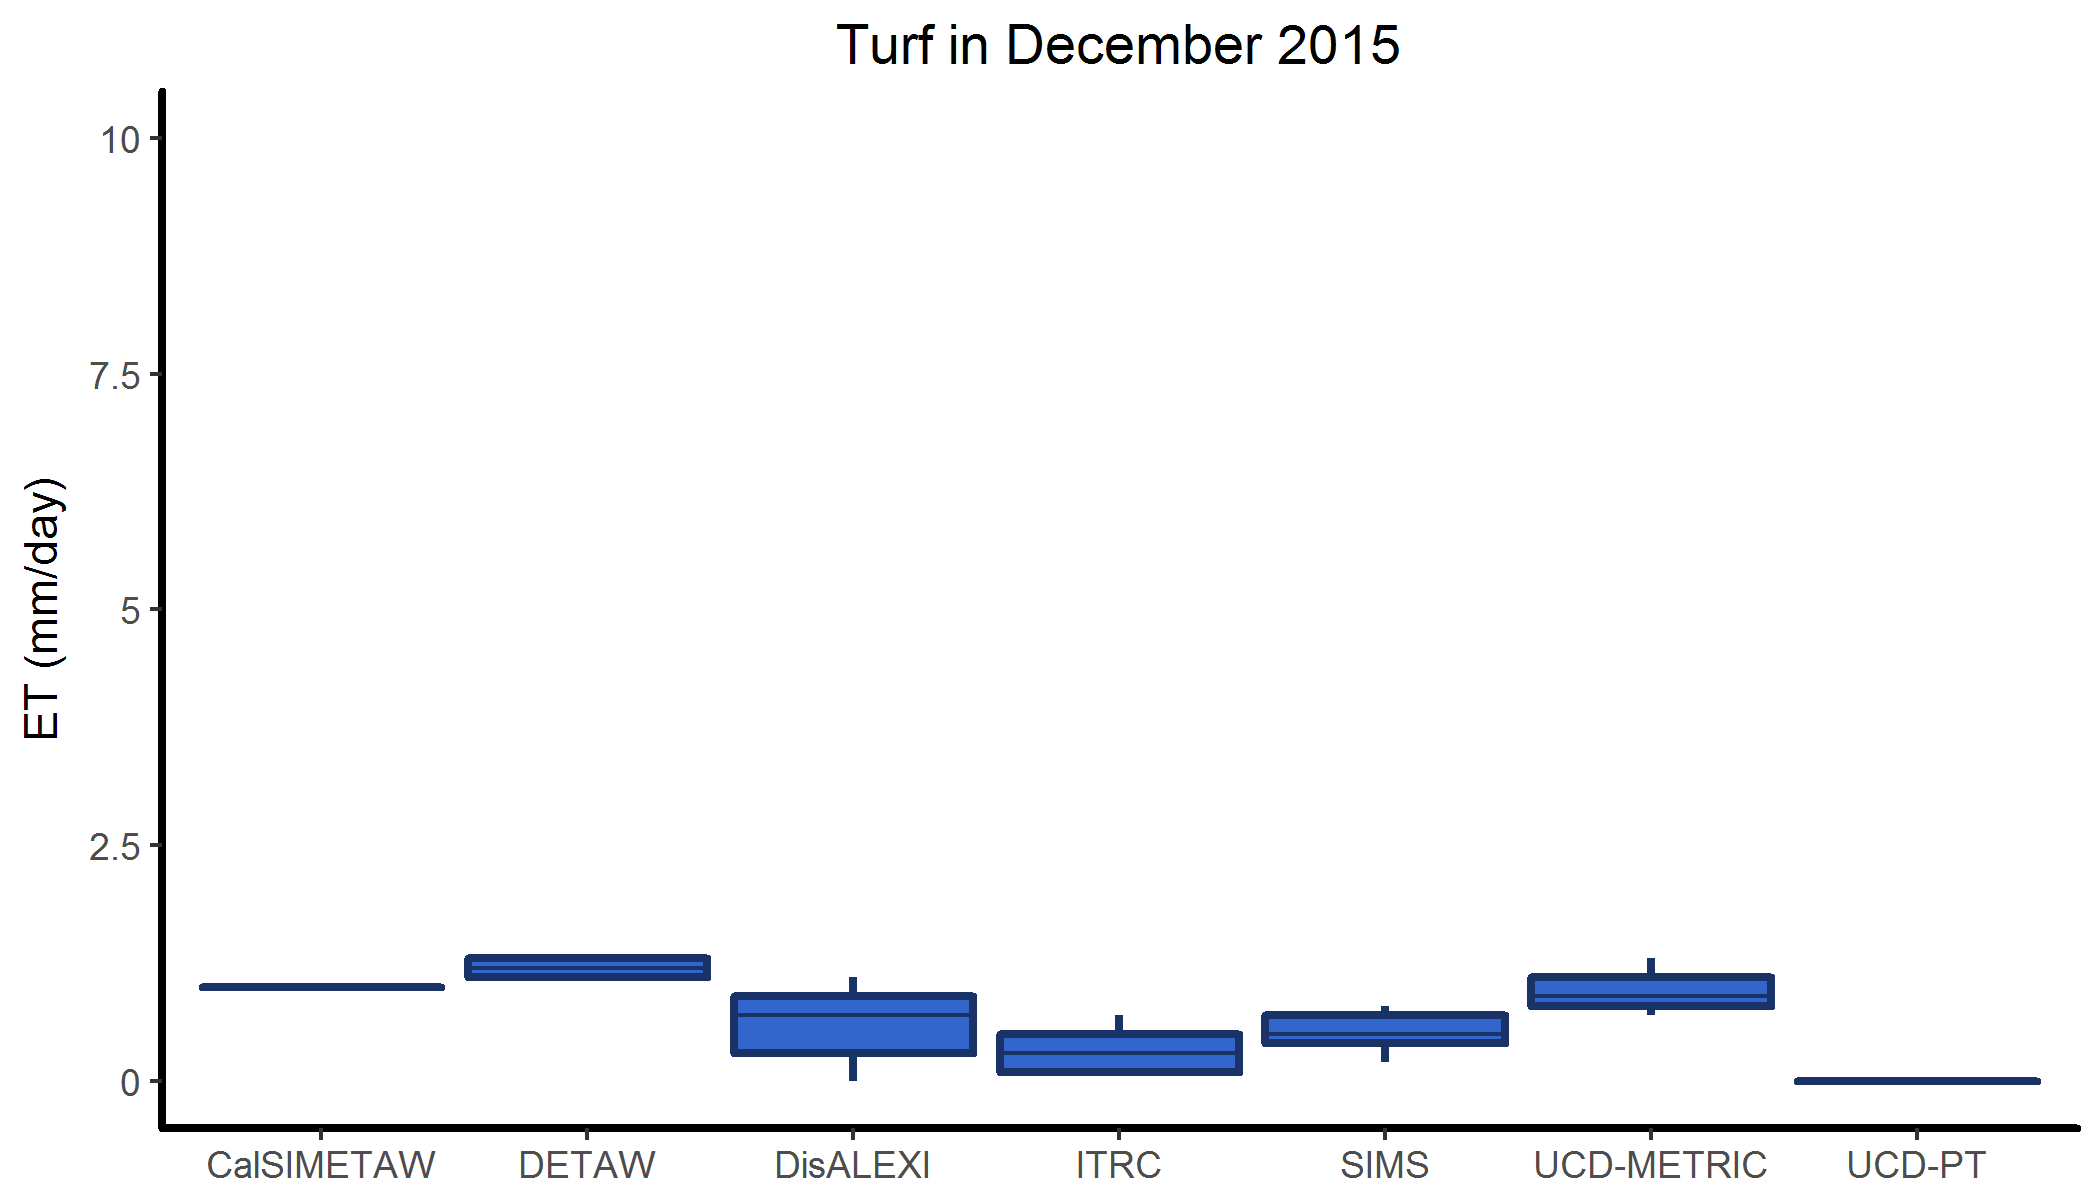 Turf in December 2015
ET (mm/day)
10
7.5
5
2.5
0
CalSIMETAW DETAW DisALEXI ITRC SIMS UCD-METRIC UCD-PT